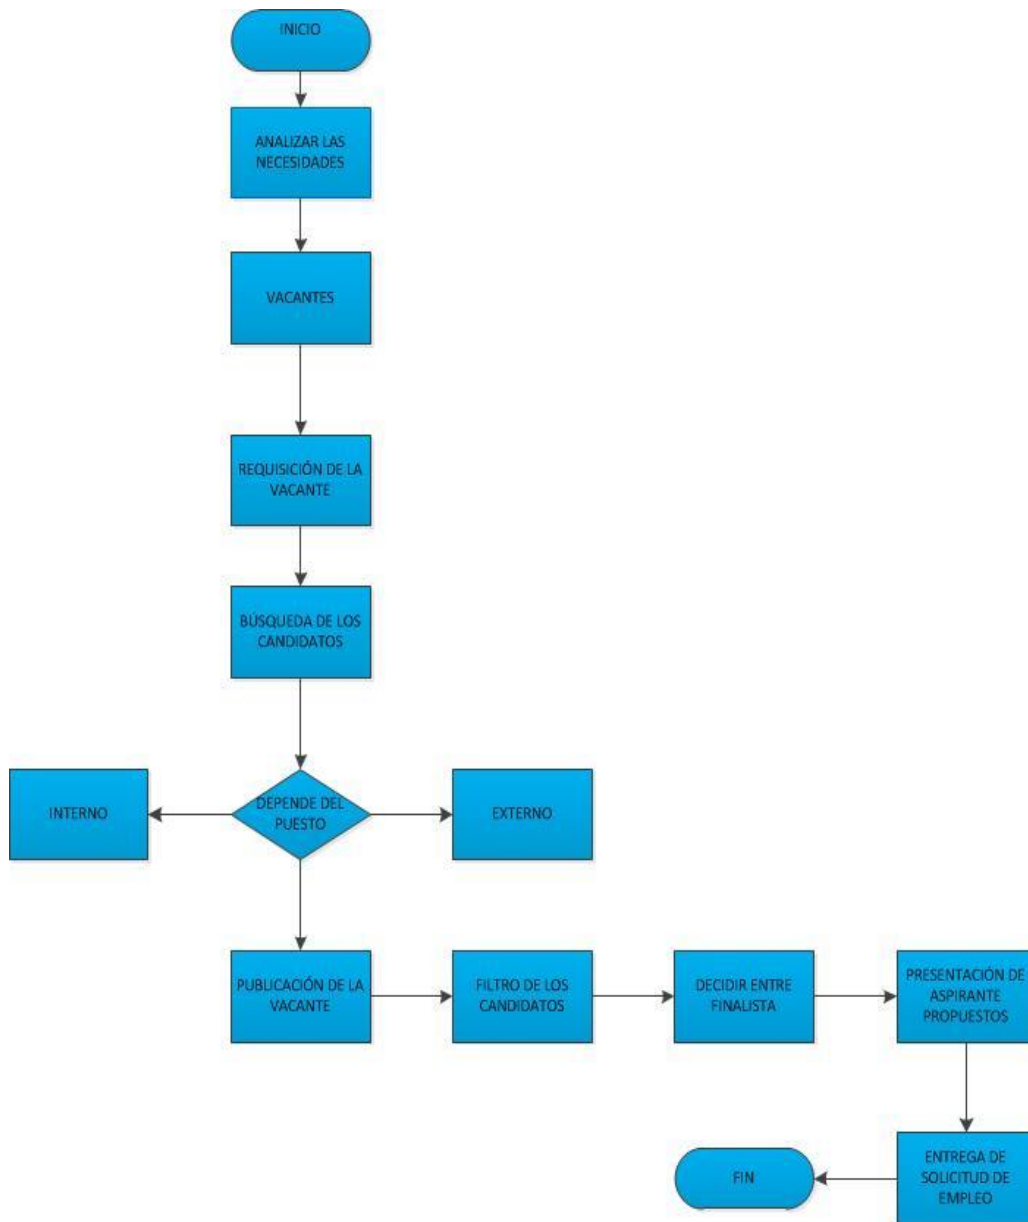 INICIO
ANALIZAR LAS
NECESIDADES
VACANTES
REQUISICIÓN DE LA
VACANTE
BÚSQUEDA DE LOS
CANDIDATOS
INTERNO
DEPENDE DEL
PUESTO
EXTERNO
PUBLICACIÓN DE LA
VACANTE
FILTRO DE LOS
CANDIDATOS
DECIDIR ENTRE
FINALISTA
PRESENTACIÓN DE
ASPIRANTE
PROPUESTOS
ENTREGA DE
SOLICITUD DE
EMPLEO
FIN